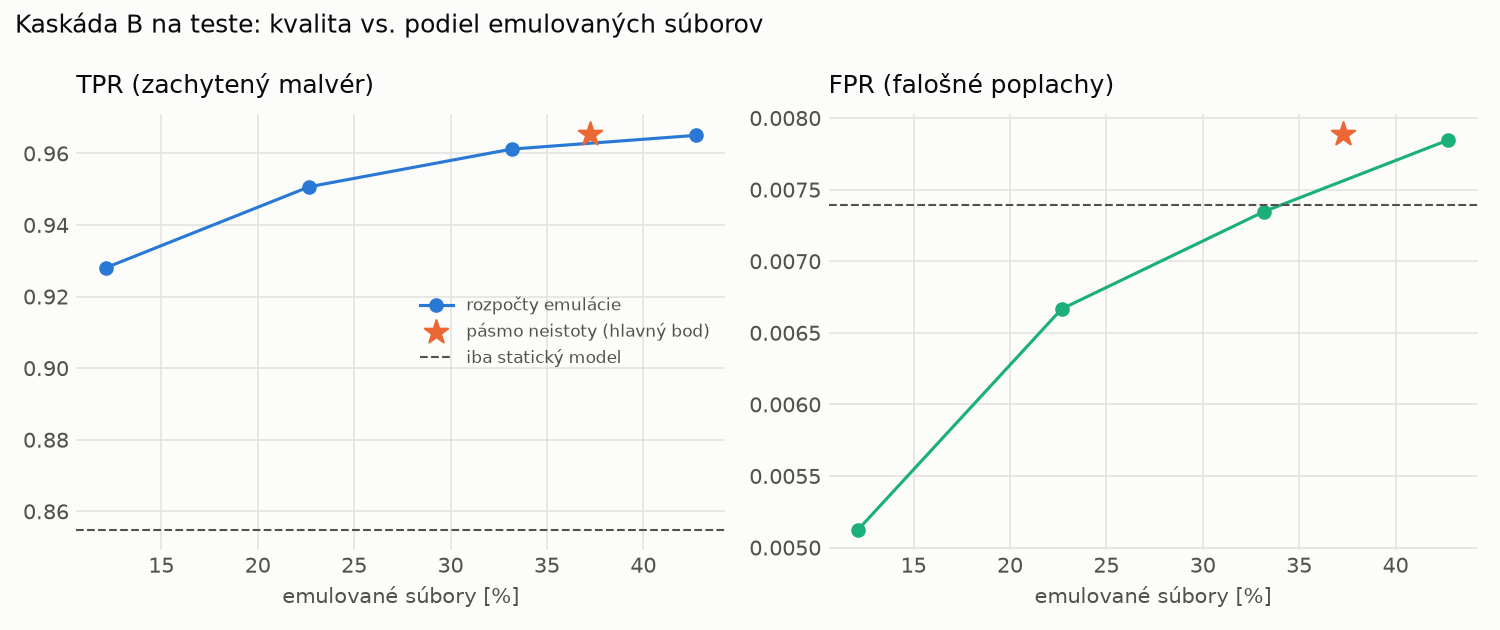 Kaskáda B na teste: kvalita vs. podiel emulovaných súborov
TPR (zachytený malvér)
0.96
0.94
0.92
0.90
0.88
0.86
rozpočty emulácie
pásmo neistoty (hlavný bod)
iba statický model
15 20 25 30 35 40
emulované súbory [%]
FPR (falošné poplachy)
0.0080
0.0075
0.0070
0.0065
0.0060
0.0055
0.0050
15 20 25 30 35 40
emulované súbory [%]